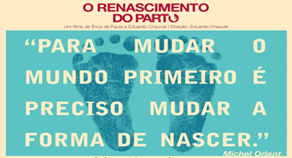 O RENASCIMENTO
DO PARTO
Um filme de Érica de Paula e Eduardo Chauvet | Direção: Eduardo Chauvet
"PARA MUDAR O
MUNDO PRIMEIRO É
PRECISO MUDAR A
FORMA DE NASCER."
Michel Odent